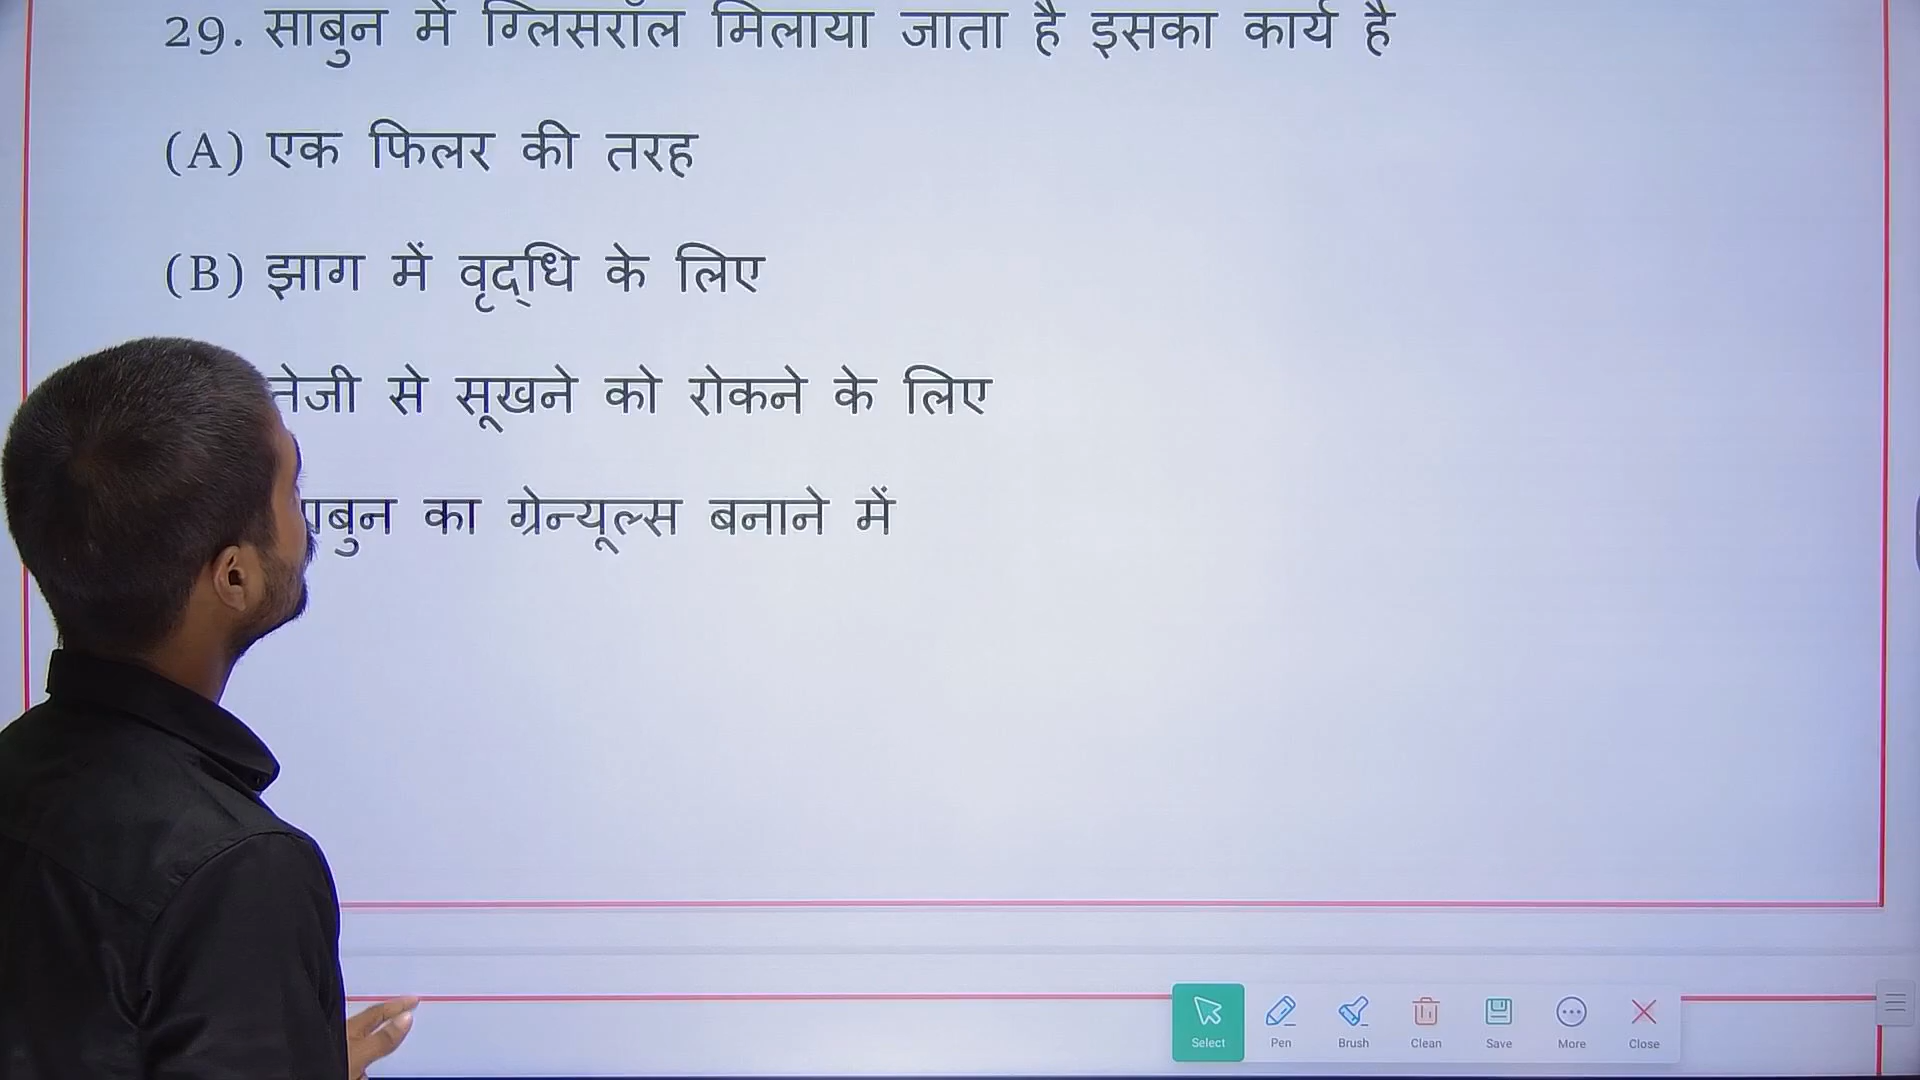 29. साबुन में ग्लिसरॉल मिलाया जाता है इसका कार्य है
(A) एक फिलर की तरह
(B) झाग में वृद्धि के लिए
तेजी से सूखने को रोकने के लिए
का ग्रेन्यूल्स बनाने में
Select Pen Brush Clean Save More Close